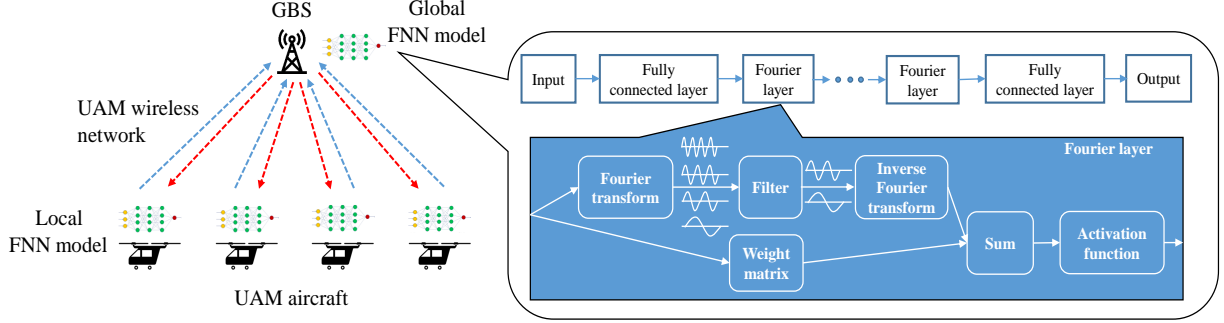 GBS
Global
FNN model
UAM wireless
network
Local
FNN model
UAM aircraft
Input
Fully
connected layer
Fourier
layer
Fourier
layer
Fully
connected layer
Output
Fourier layer
Fourier
transform
Filter
Inverse
Fourier
transform
Weight
matrix
Sum
Activation
function